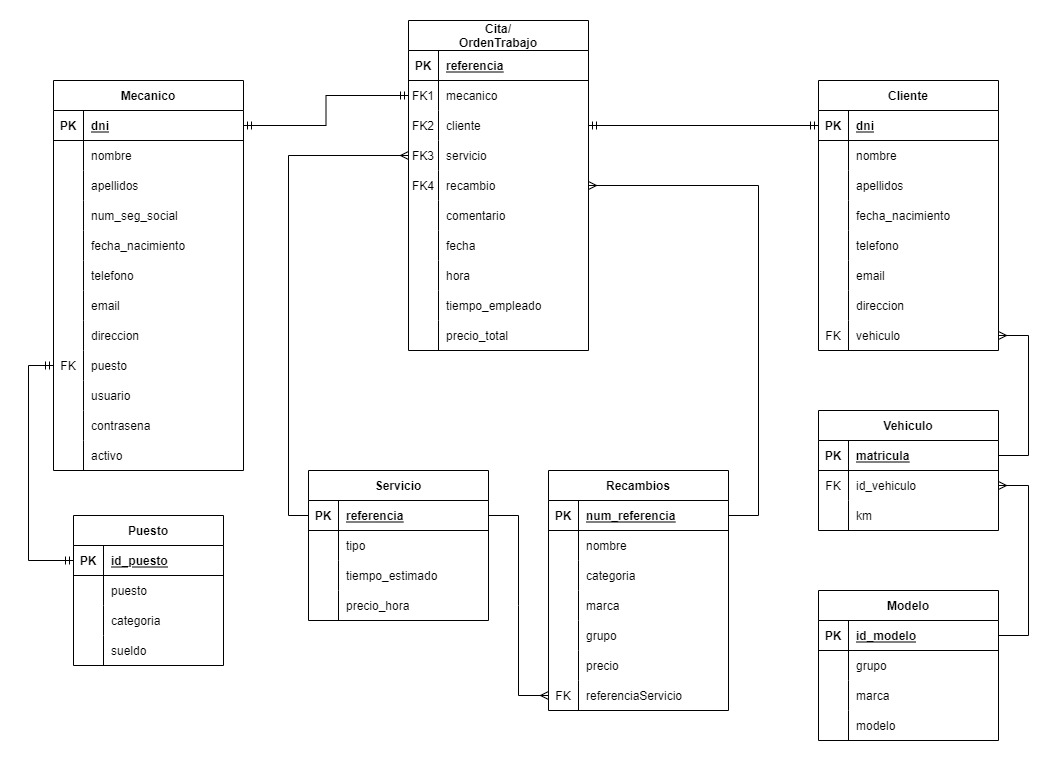 Cita/
OrdenTrabajo
PK referencia
FK1 mecanico
FK2 cliente
FK3 servicio
FK4 recambio
comentario
fecha
hora
tiempo_empleado
precio_total
Mecanico
PK dni
nombre
apellidos
num_seg_social
fecha_nacimiento
telefono
email
direccion
FK puesto
usuario
contrasena
activo
Cliente
PK dni
nombre
apellidos
fecha_nacimiento
telefono
email
direccion
FK vehiculo
Vehiculo
PK matricula
FK id_vehiculo
km
Servicio
PK referencia
tipo
tiempo_estimado
precio_hora
Recambios
PK num_referencia
nombre
categoria
marca
grupo
precio
FK referenciaServicio
Puesto
PK id_puesto
puesto
categoria
sueldo
Modelo
PK id_modelo
grupo
marca
modelo